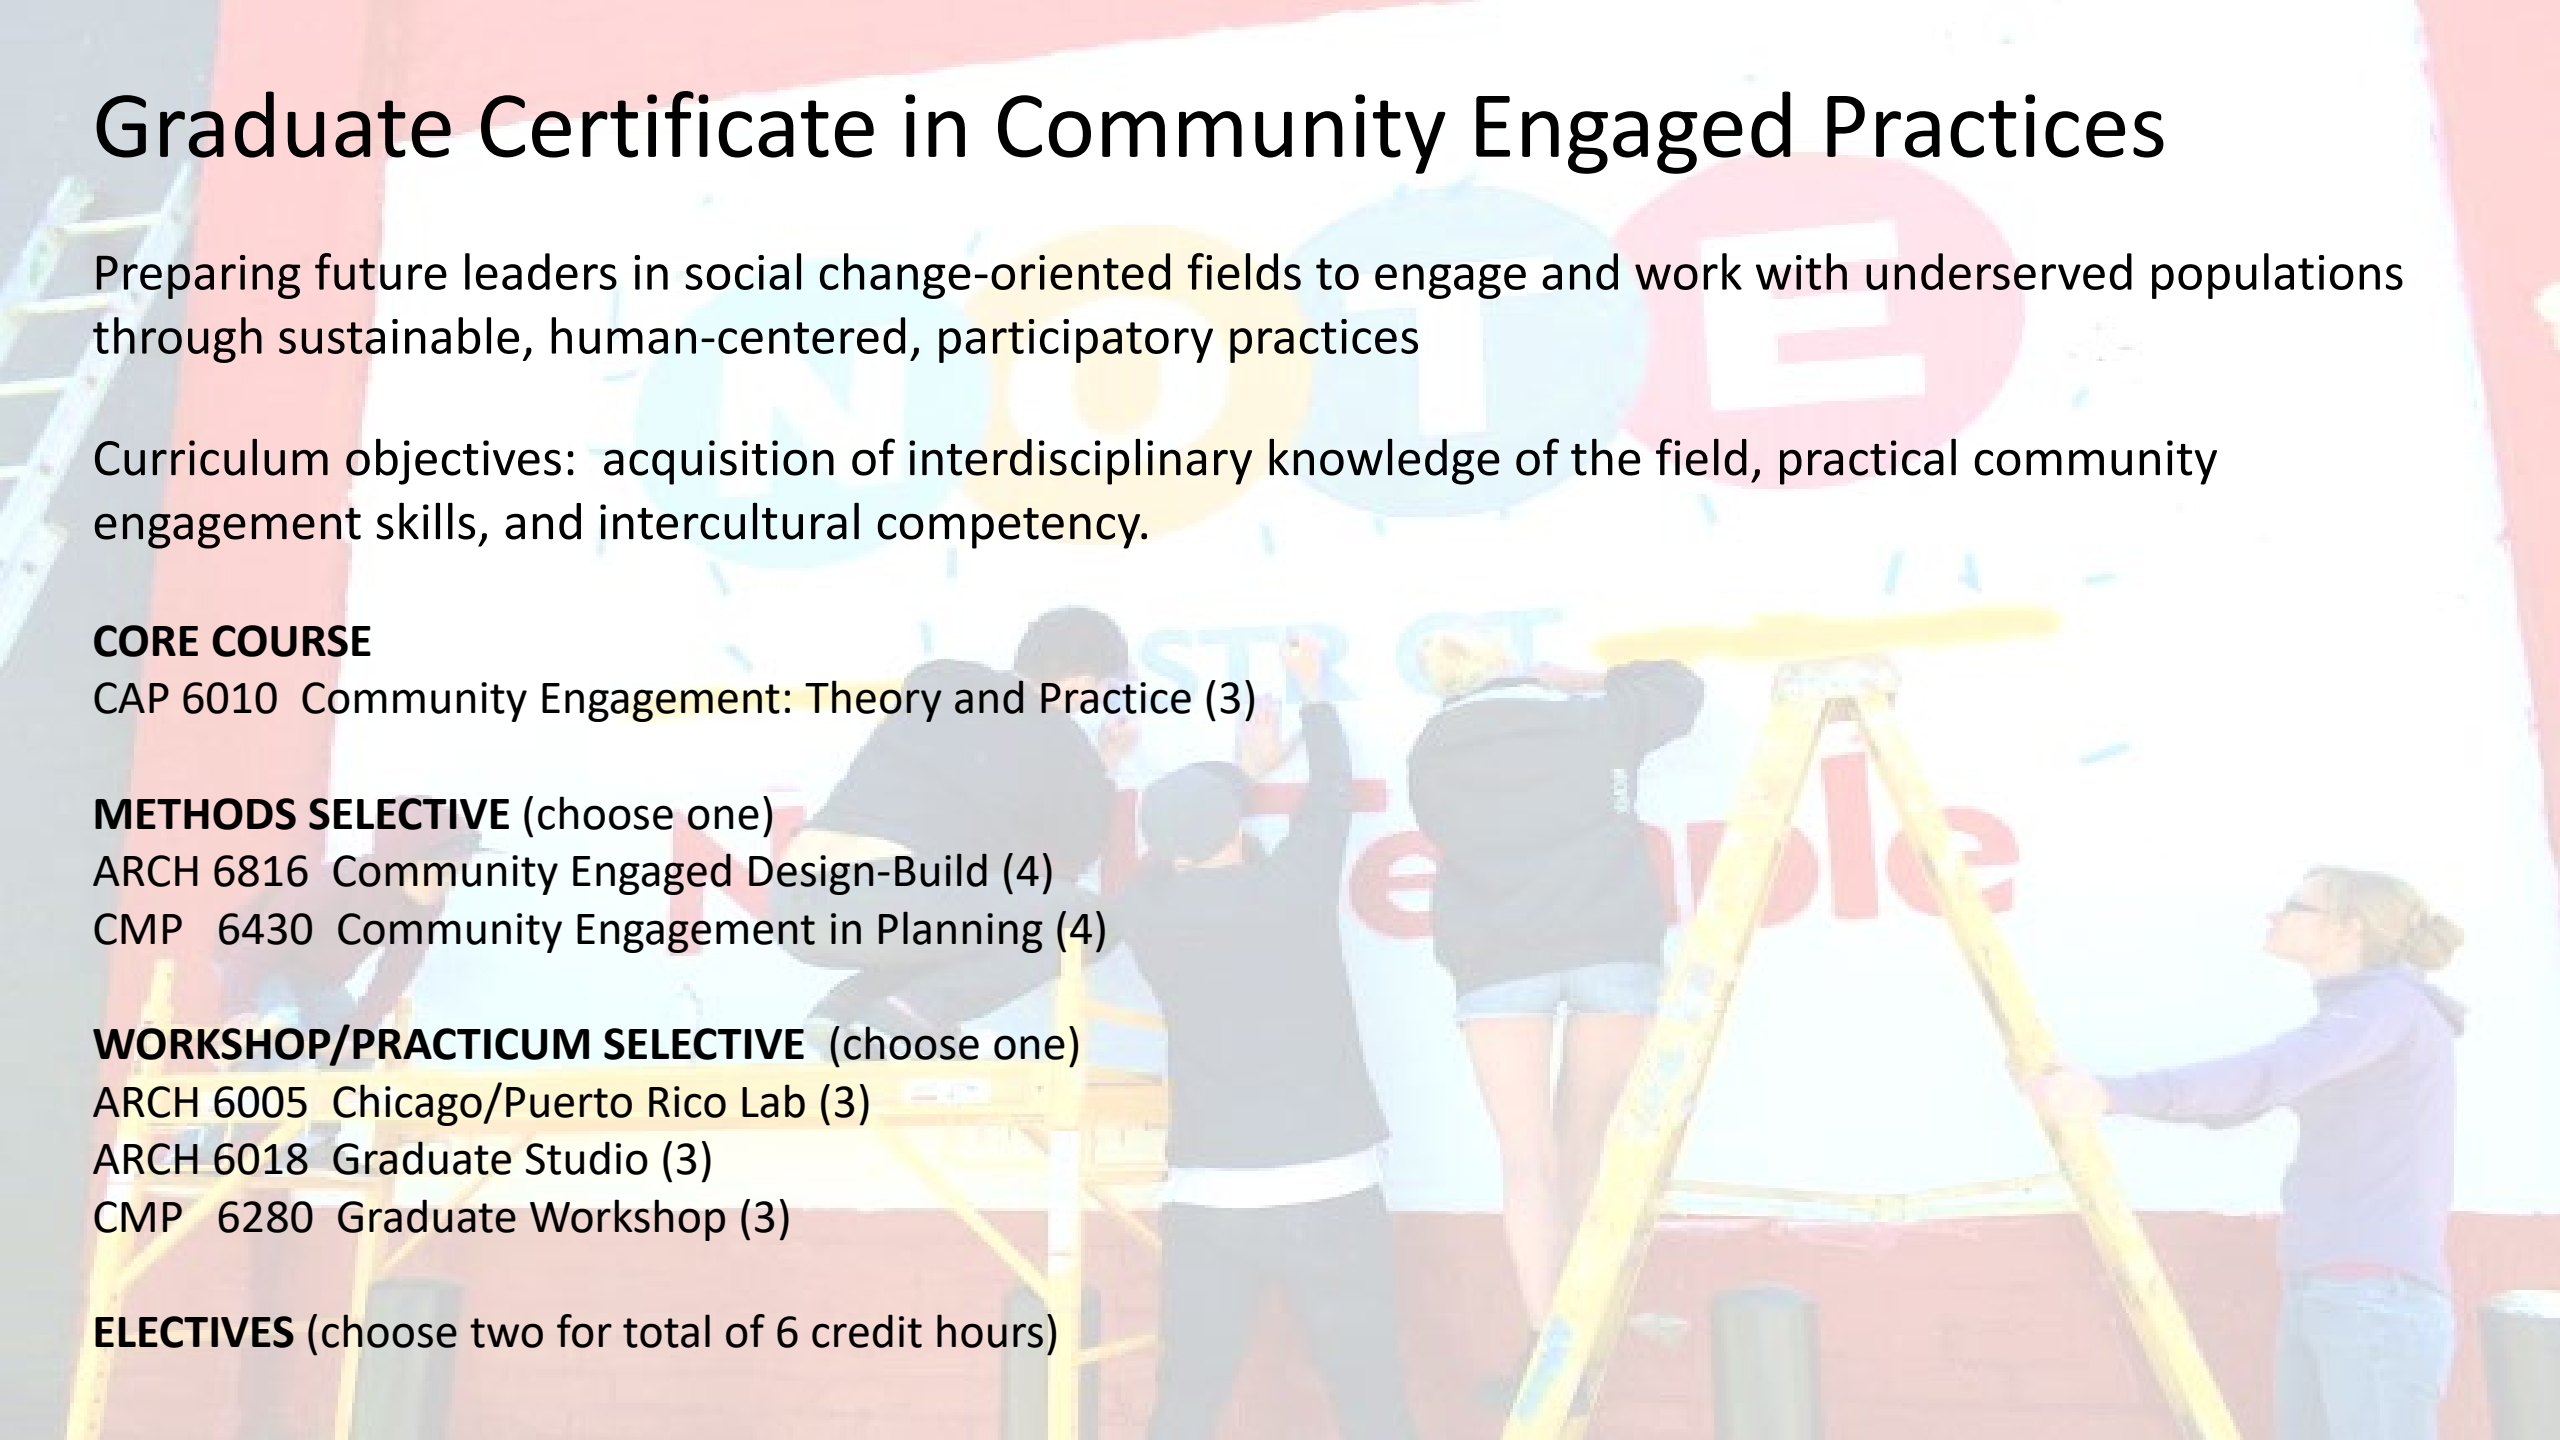 Graduate Certificate in Community Engaged Practices
Preparing future leaders in social change-oriented fields to engage and work with underserved populations
through sustainable, human-centered, participatory practices
Curriculum objectives:  acquisition of interdisciplinary knowledge of the field, practical community
engagement skills, and intercultural competency.
CORE COURSE
CAP 6010  Community Engagement: Theory and Practice (3)
METHODS SELECTIVE (choose one)
ARCH 6816  Community Engaged Design-Build (4)
CMP   6430  Community Engagement in Planning (4)
WORKSHOP/PRACTICUM SELECTIVE  (choose one)
ARCH 6005  Chicago/Puerto Rico Lab (3)
ARCH 6018  Graduate Studio (3)
CMP   6280  Graduate Workshop (3)
ELECTIVES (choose two for total of 6 credit hours)
NOTE